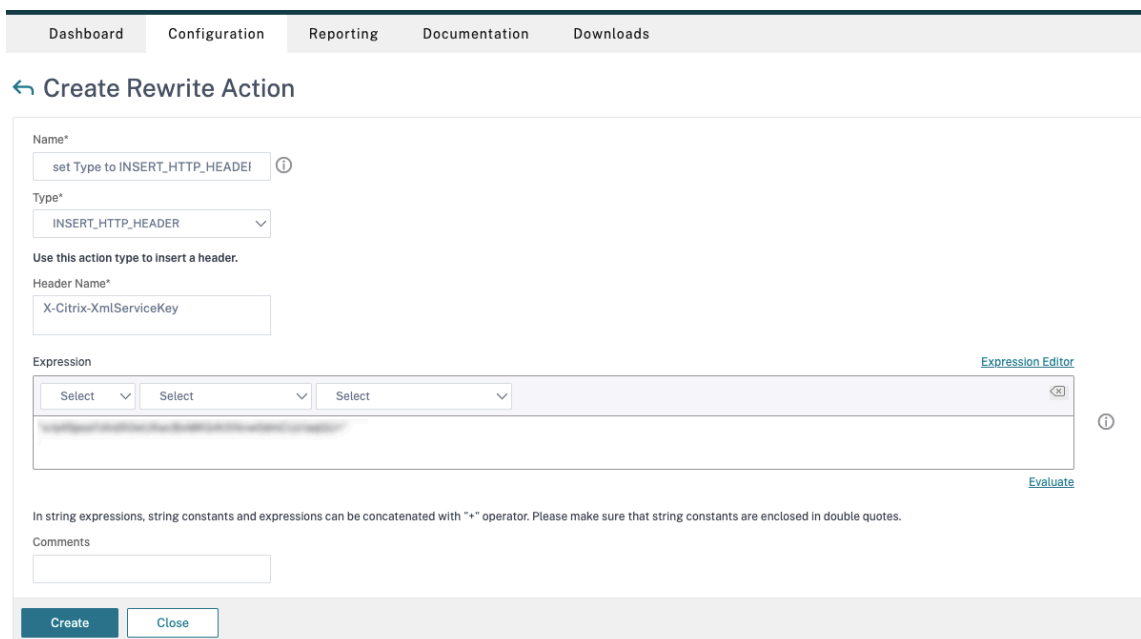 Dashboard Configuration Reporting Documentation Downloads
Create Rewrite Action
Name*
set Type to INSERT_HTTP_HEADE
Type*
INSERT_HTTP_HEADER
Use this action type to insert a header.
Header Name*
X-Citrix-XmlServiceKey
Expression Expression Editor
Select Select Select
Evaluate
In string expressions, string constants and expressions can be concatenated with "+" operator. Please make sure that string constants are enclosed in double quotes.
Comments
Create Close